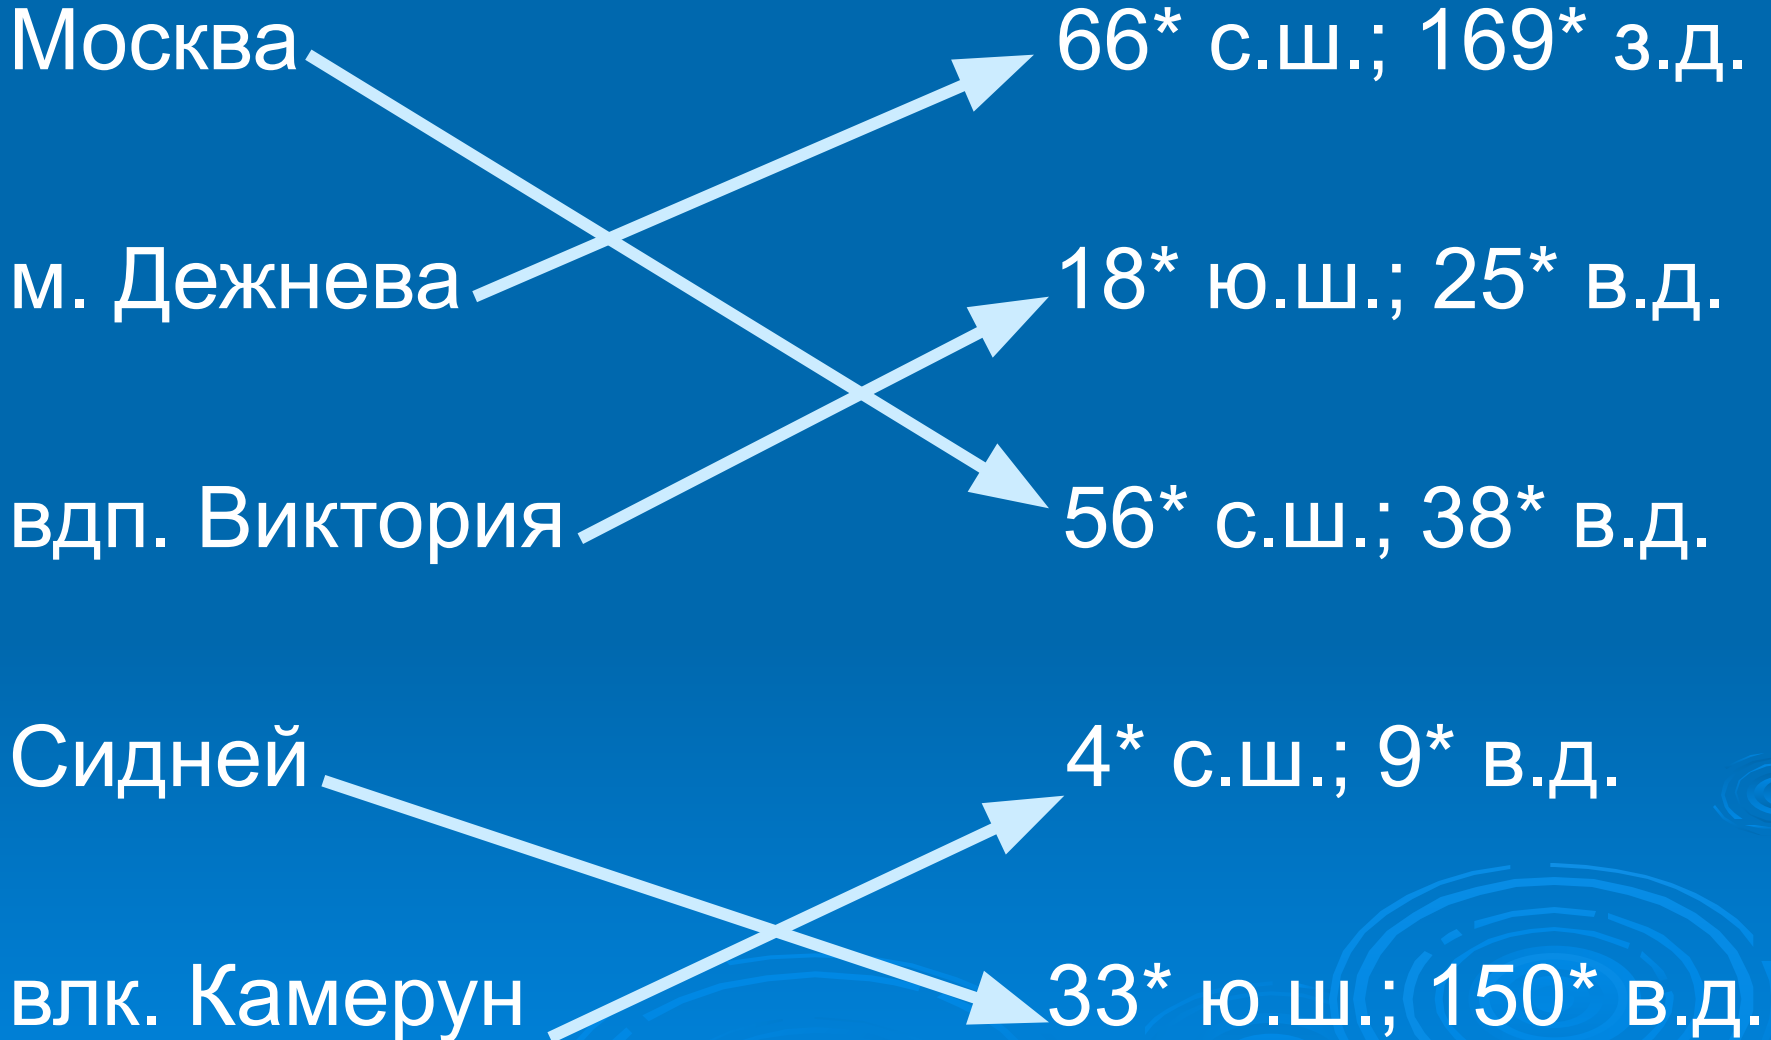 Москва 66* с.ш.; 169* з.д.
м. Дежнева 18* ю.ш.; 25* в.д.
вдп. Виктория 56* с.ш.; 38* в.д.
Сидней 4* с.ш.; 9* в.д.
влк. Камерун 33* ю.ш.; 150* в.д.